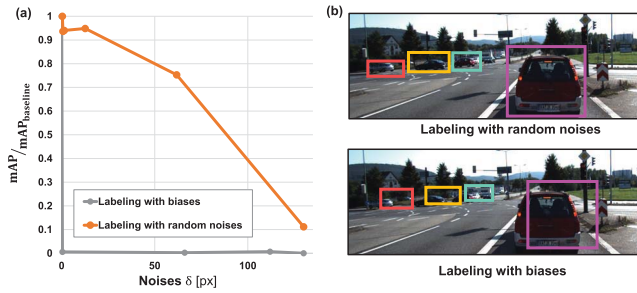 (a)
1
0.9
0.8
0.7
0.6
0.5
0.4
0.3
0.2
0.1
0
mAP/mAPbaseline
Labeling with biases
Labeling with random noises
0
50
100
Noises δ [px]
(b)
Labeling with random noises
Labeling with biases